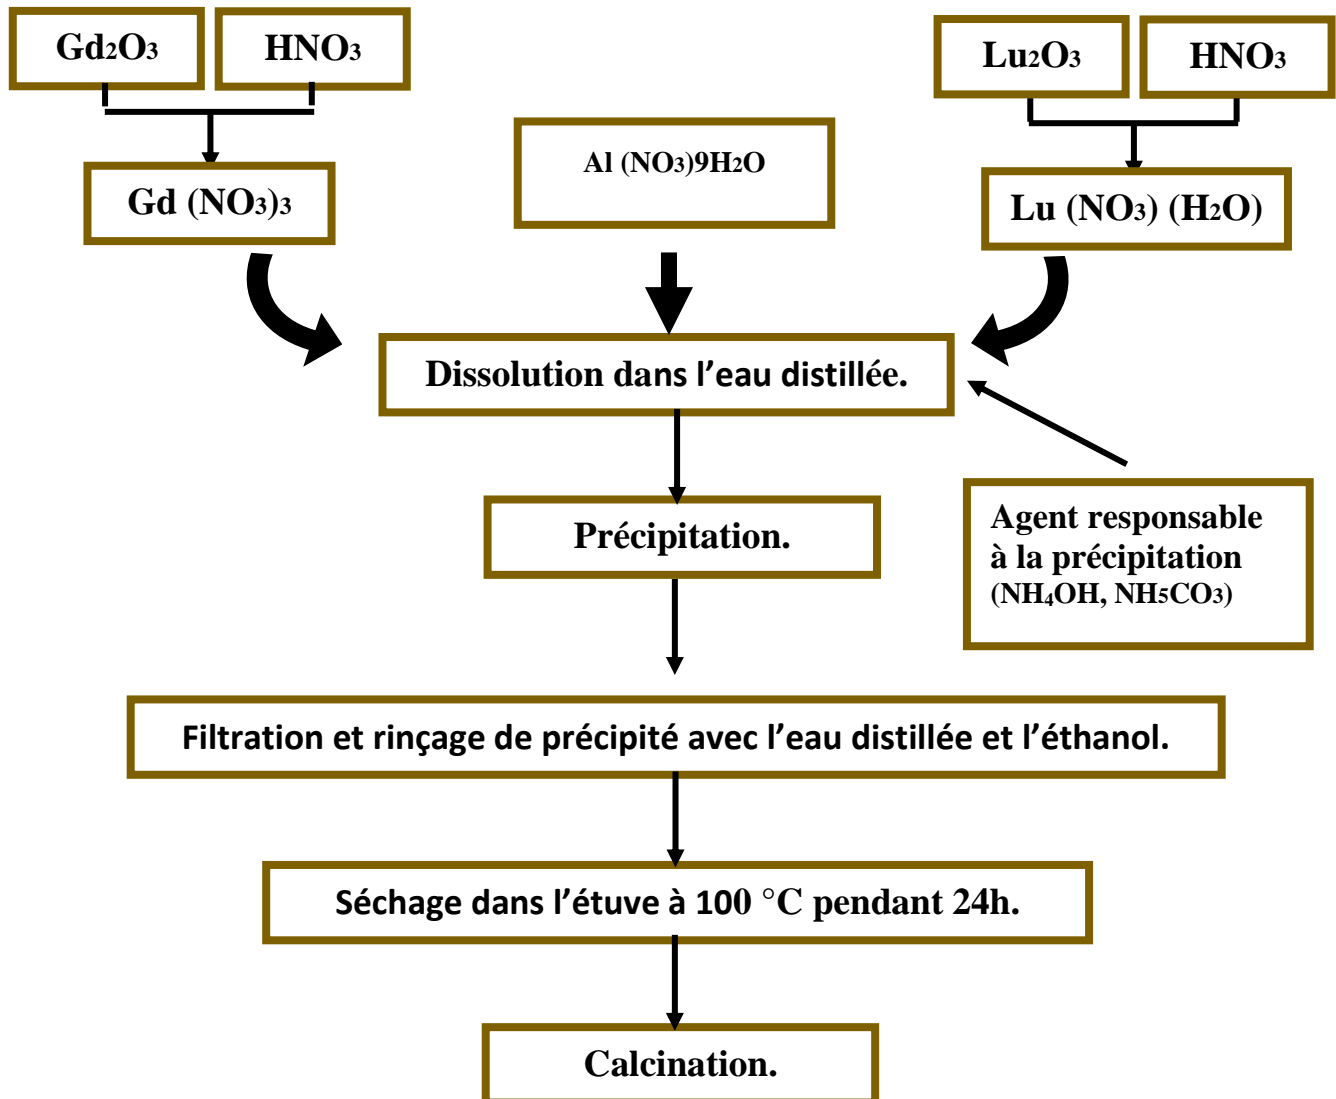 Gd2O3
HNO3
Lu2O3
HNO3
Al (NO3)9H2O
Gd (NO3)3
Lu (NO3) (H2O)
Dissolution dans l’eau distillée.
Précipitation.
Agent responsable
à la précipitation
(NH4OH, NH5CO3)
Filtration et rinçage de précipité avec l’eau distillée et l’éthanol.
Séchage dans l’étuve à 100 °C pendant 24h.
Calcination.